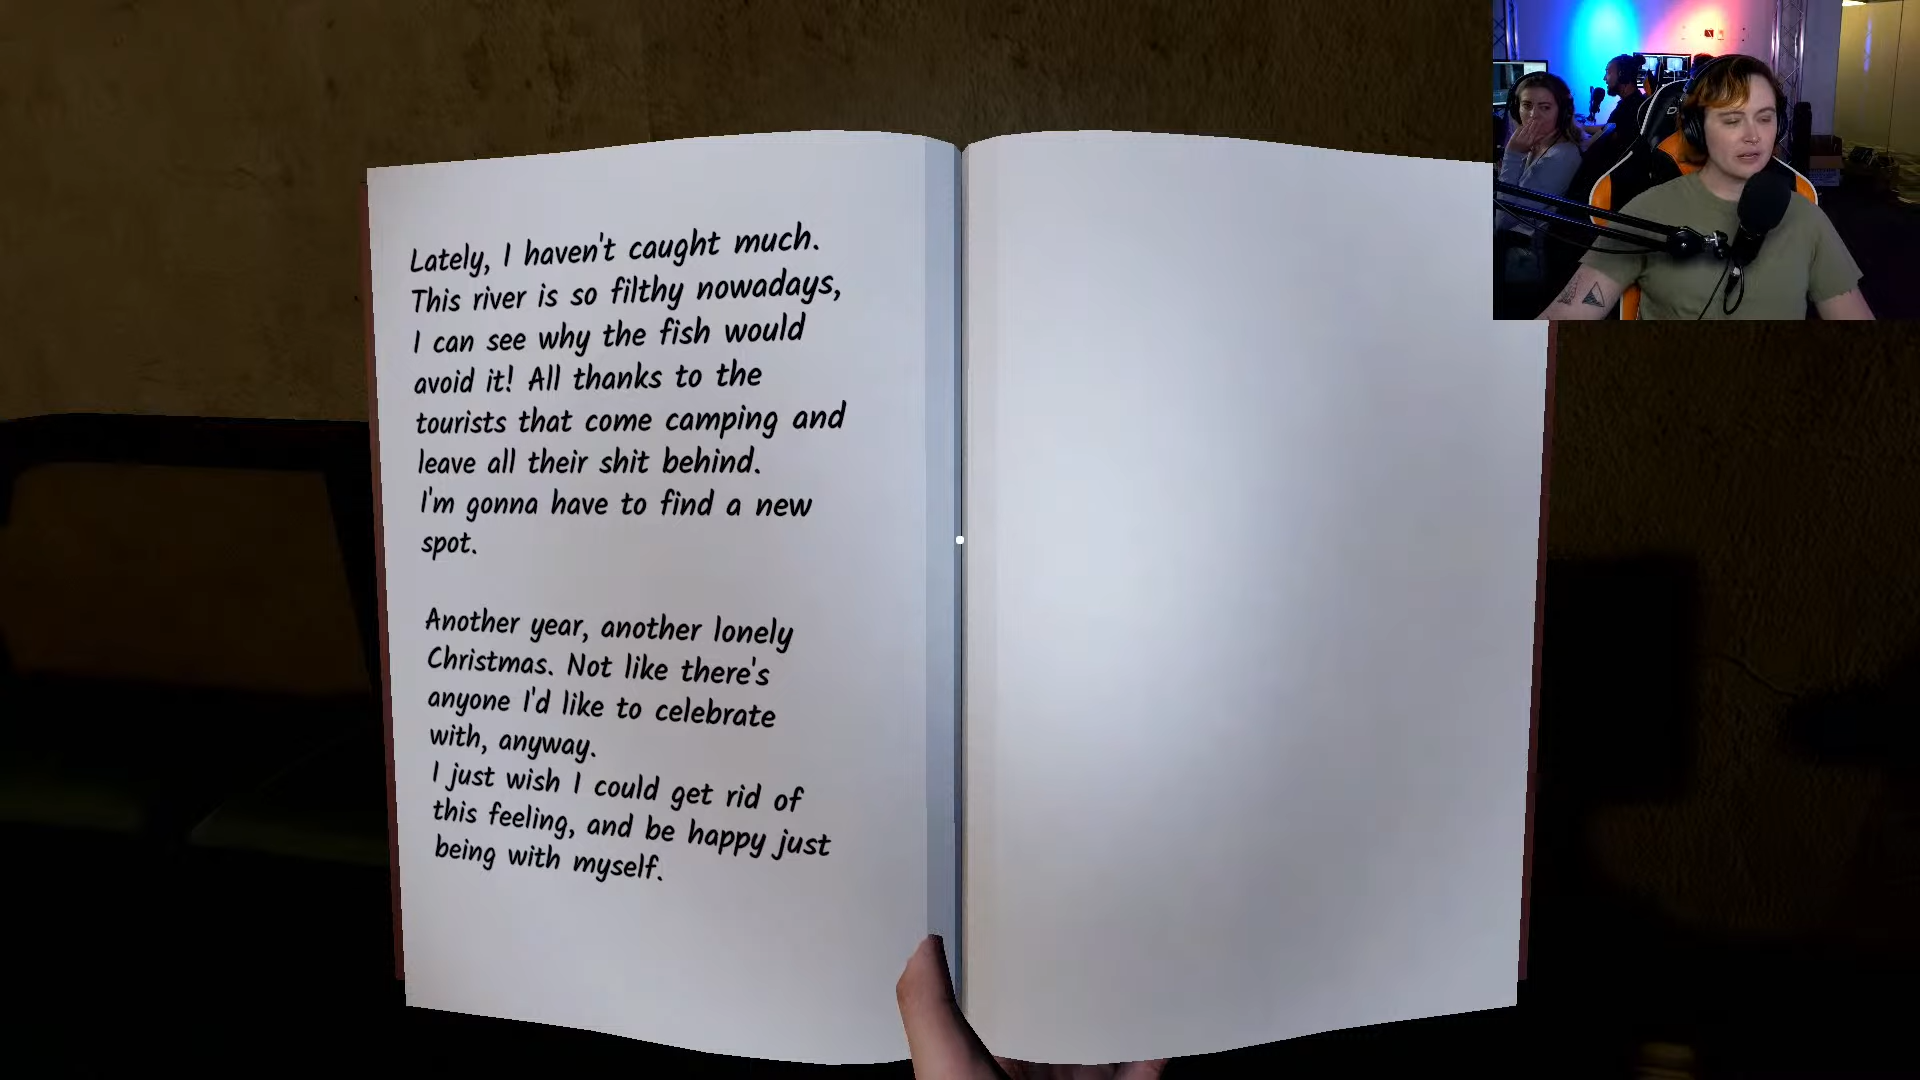 Lately, I haven't caught much.
This river is so filthy nowadays,
I can see why the fish would
avoid it! All thanks to the
tourists that come camping and
leave all their shit behind.
I'm gonna have to find a new
spot.
Another year, another lonely
Christmas. Not like there's
anyone I'd like to celebrate
with, anyway.
I just wish I could get rid of
this feeling, and be happy just
being with myself.